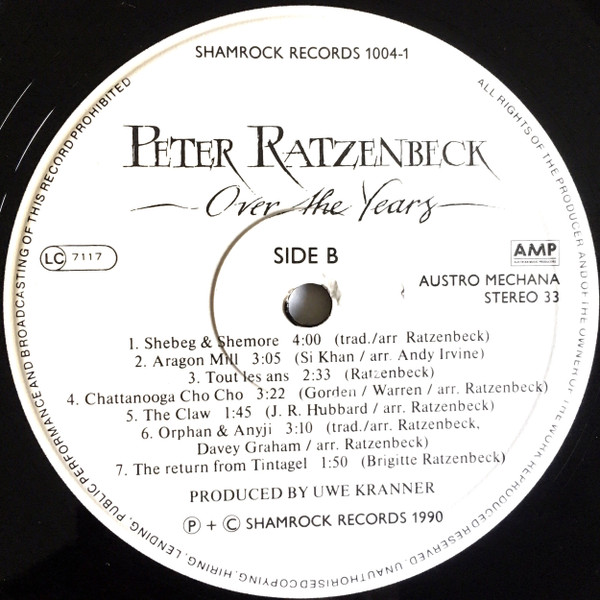 SHAMROCK RECORDS 1004-1
PETER RATZENBECK
Over the Years
LC 7117
SIDE B
AMP
AUSTRO MECHANA
STEREO 33
1. Shebeg & Shemore 4:00 (trad./arr Ratzenbeck)
2. Aragon Mill 3:05 (Si Khan / arr. Andy Irvine)
3. Tout les ans 2:33 (Ratzenbeck)
4. Chattanooga Cho Cho 3:22 (Gorden / Warren / arr. Ratzenbeck)
5. The Claw 1:45 (J. R. Hubbard / arr. Ratzenbeck)
6. Orphan & Anyji 3:10 (trad./arr. Ratzenbeck,
Davey Graham / arr. Ratzenbeck)
7. The return from Tintagel 1:50 (Brigitte Ratzenbeck)
PRODUCED BY UWE KRANNER
Ⓟ + © SHAMROCK RECORDS 1990
ALL RIGHTS OF THE PRODUCER AND OF THE OWNER OF THE WORK REPRODUCED RESERVED. UNAUTHORISED COPYING, HIRING, LENDING, PUBLIC PERFORMANCE AND BROADCASTING OF THIS RECORD PROHIBITED